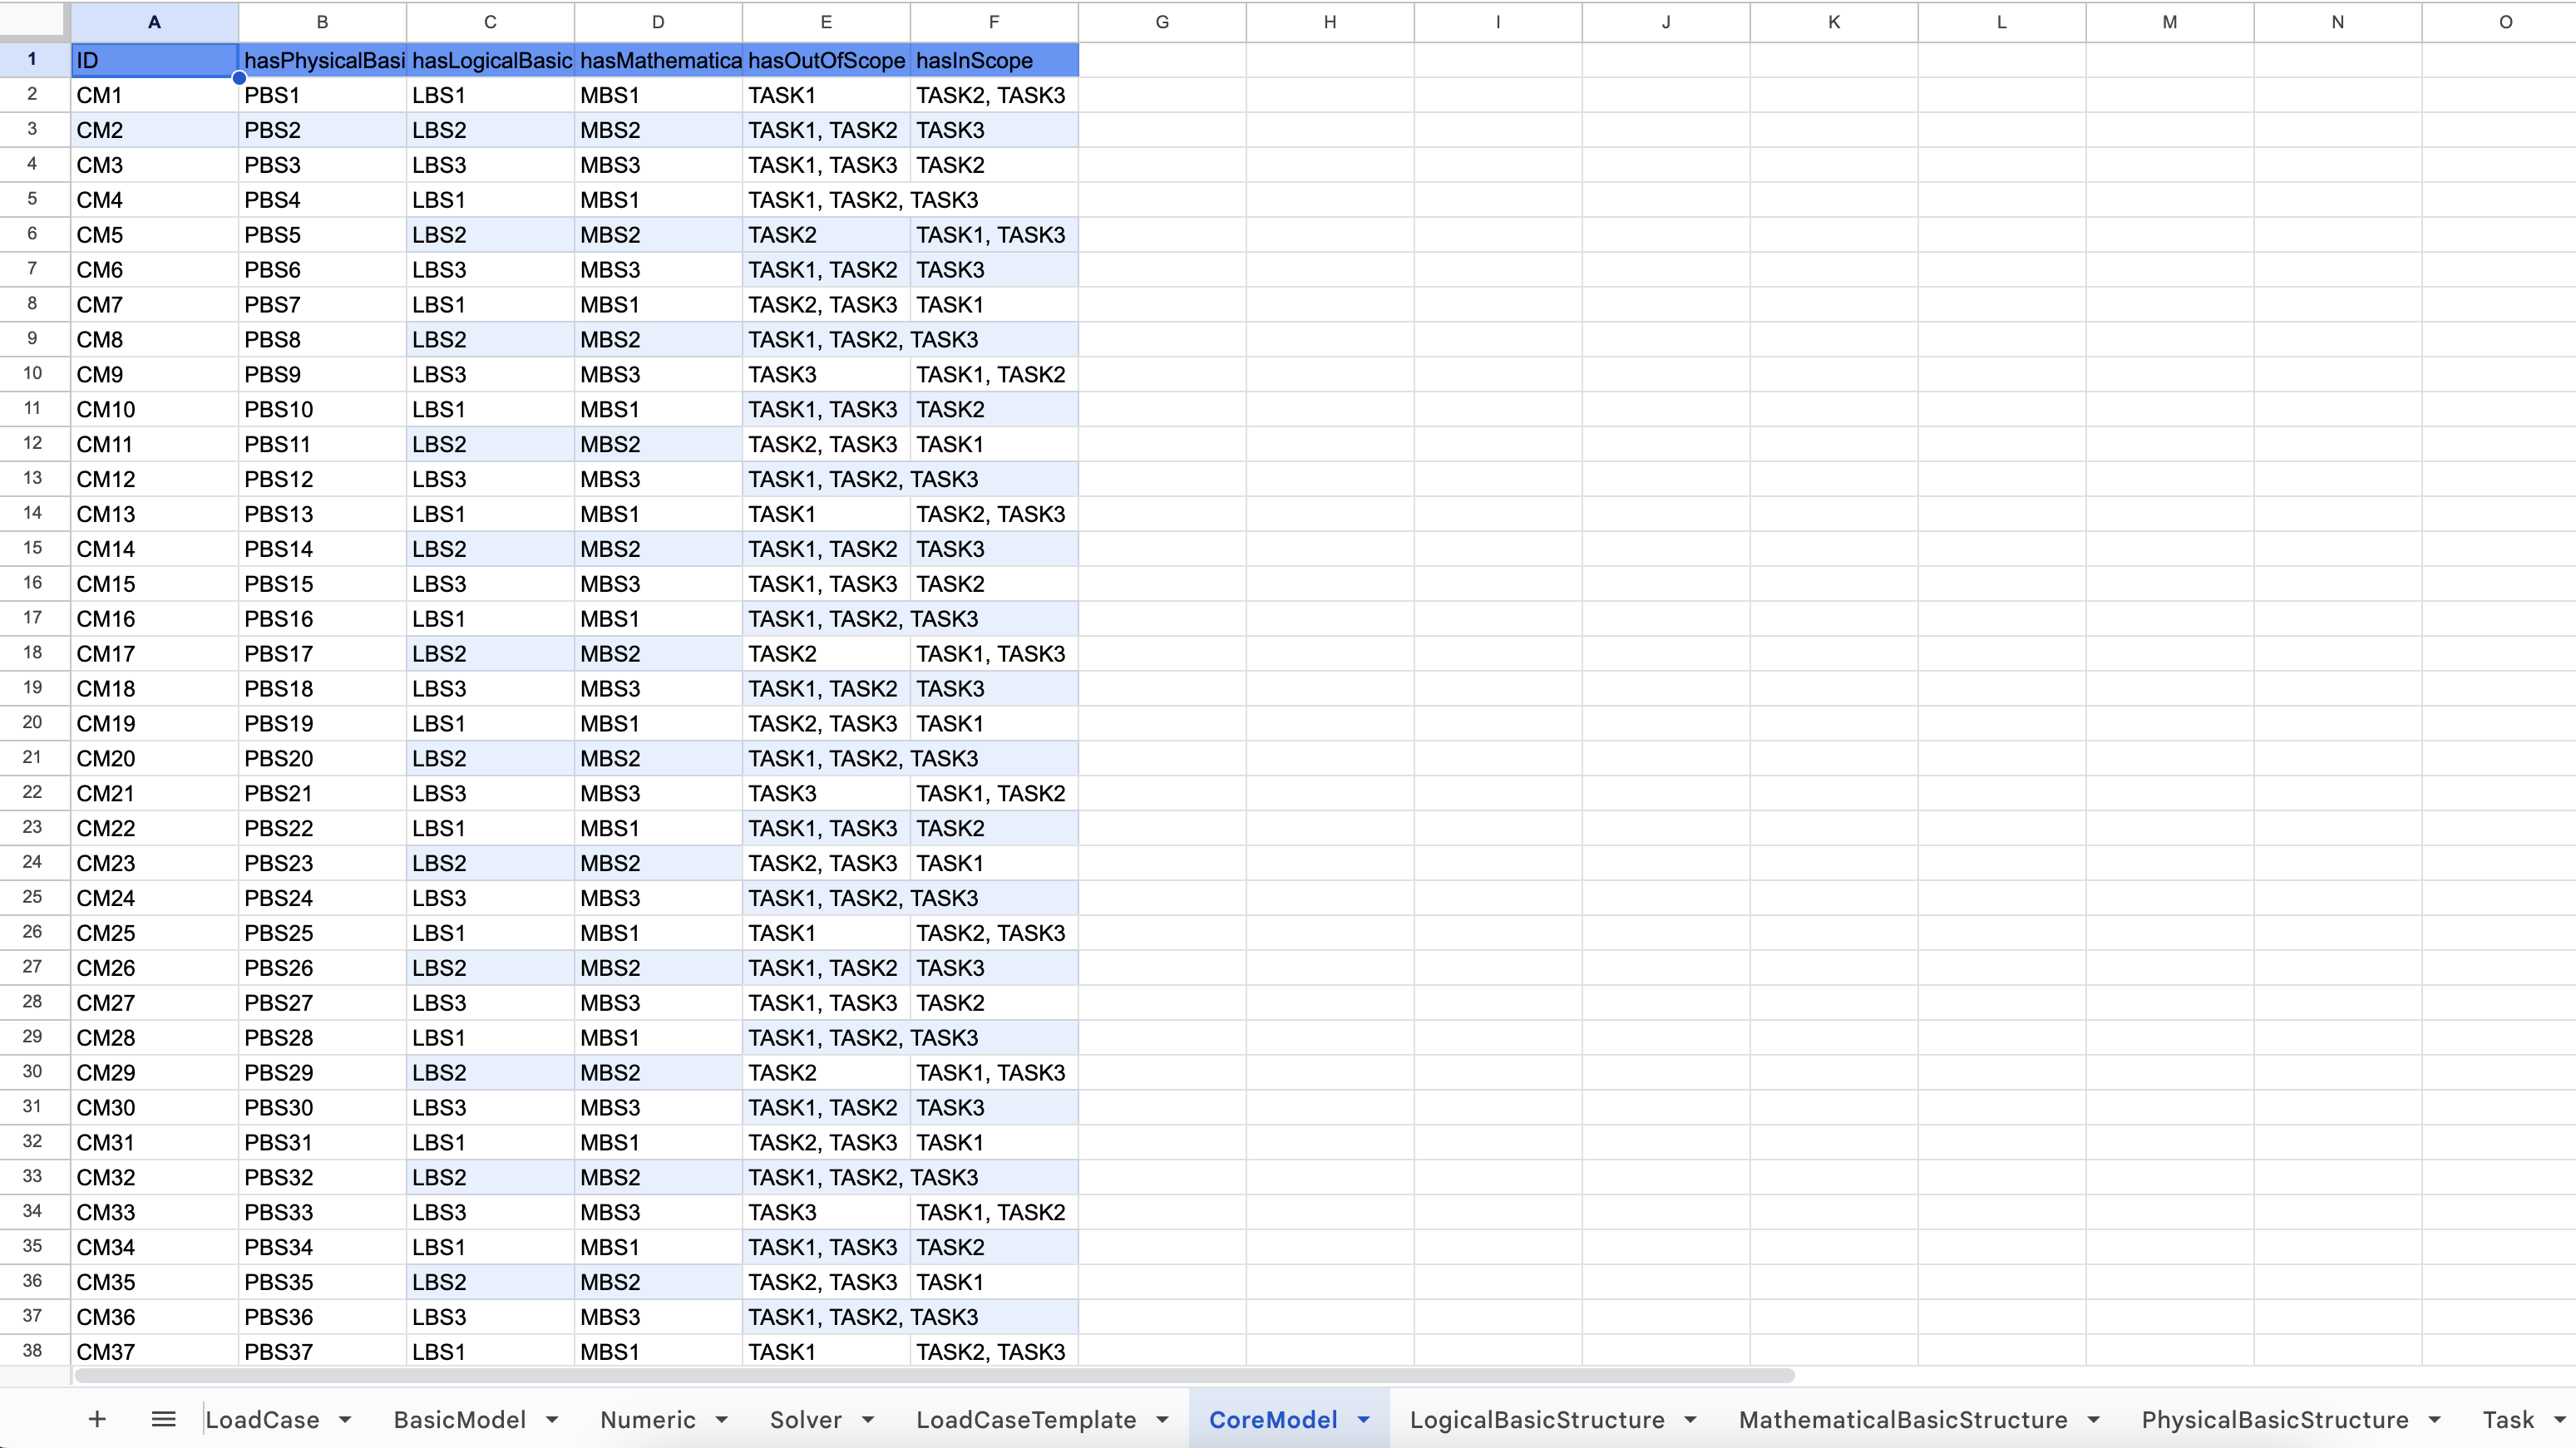 A B C D E F G H I J K L M N O
1 ID hasPhysicalBasi hasLogicalBasic hasMathematica hasOutOfScope hasInScope
2 CM1 PBS1 LBS1 MBS1 TASK1 TASK2, TASK3
3 CM2 PBS2 LBS2 MBS2 TASK1, TASK2 TASK3
4 CM3 PBS3 LBS3 MBS3 TASK1, TASK3 TASK2
5 CM4 PBS4 LBS1 MBS1 TASK1, TASK2, TASK3
6 CM5 PBS5 LBS2 MBS2 TASK2 TASK1, TASK3
7 CM6 PBS6 LBS3 MBS3 TASK1, TASK2 TASK3
8 CM7 PBS7 LBS1 MBS1 TASK2, TASK3 TASK1
9 CM8 PBS8 LBS2 MBS2 TASK1, TASK2, TASK3
10 CM9 PBS9 LBS3 MBS3 TASK3 TASK1, TASK2
11 CM10 PBS10 LBS1 MBS1 TASK1, TASK3 TASK2
12 CM11 PBS11 LBS2 MBS2 TASK2, TASK3 TASK1
13 CM12 PBS12 LBS3 MBS3 TASK1, TASK2, TASK3
14 CM13 PBS13 LBS1 MBS1 TASK1 TASK2, TASK3
15 CM14 PBS14 LBS2 MBS2 TASK1, TASK2 TASK3
16 CM15 PBS15 LBS3 MBS3 TASK1, TASK3 TASK2
17 CM16 PBS16 LBS1 MBS1 TASK1, TASK2, TASK3
18 CM17 PBS17 LBS2 MBS2 TASK2 TASK1, TASK3
19 CM18 PBS18 LBS3 MBS3 TASK1, TASK2 TASK3
20 CM19 PBS19 LBS1 MBS1 TASK2, TASK3 TASK1
21 CM20 PBS20 LBS2 MBS2 TASK1, TASK2, TASK3
22 CM21 PBS21 LBS3 MBS3 TASK3 TASK1, TASK2
23 CM22 PBS22 LBS1 MBS1 TASK1, TASK3 TASK2
24 CM23 PBS23 LBS2 MBS2 TASK2, TASK3 TASK1
25 CM24 PBS24 LBS3 MBS3 TASK1, TASK2, TASK3
26 CM25 PBS25 LBS1 MBS1 TASK1 TASK2, TASK3
27 CM26 PBS26 LBS2 MBS2 TASK1, TASK2 TASK3
28 CM27 PBS27 LBS3 MBS3 TASK1, TASK3 TASK2
29 CM28 PBS28 LBS1 MBS1 TASK1, TASK2, TASK3
30 CM29 PBS29 LBS2 MBS2 TASK2 TASK1, TASK3
31 CM30 PBS30 LBS3 MBS3 TASK1, TASK2 TASK3
32 CM31 PBS31 LBS1 MBS1 TASK2, TASK3 TASK1
33 CM32 PBS32 LBS2 MBS2 TASK1, TASK2, TASK3
34 CM33 PBS33 LBS3 MBS3 TASK3 TASK1, TASK2
35 CM34 PBS34 LBS1 MBS1 TASK1, TASK3 TASK2
36 CM35 PBS35 LBS2 MBS2 TASK2, TASK3 TASK1
37 CM36 PBS36 LBS3 MBS3 TASK1, TASK2, TASK3
38 CM37 PBS37 LBS1 MBS1 TASK1 TASK2, TASK3
LoadCase BasicModel Numeric Solver LoadCaseTemplate CoreModel LogicalBasicStructure MathematicalBasicStructure PhysicalBasicStructure Task